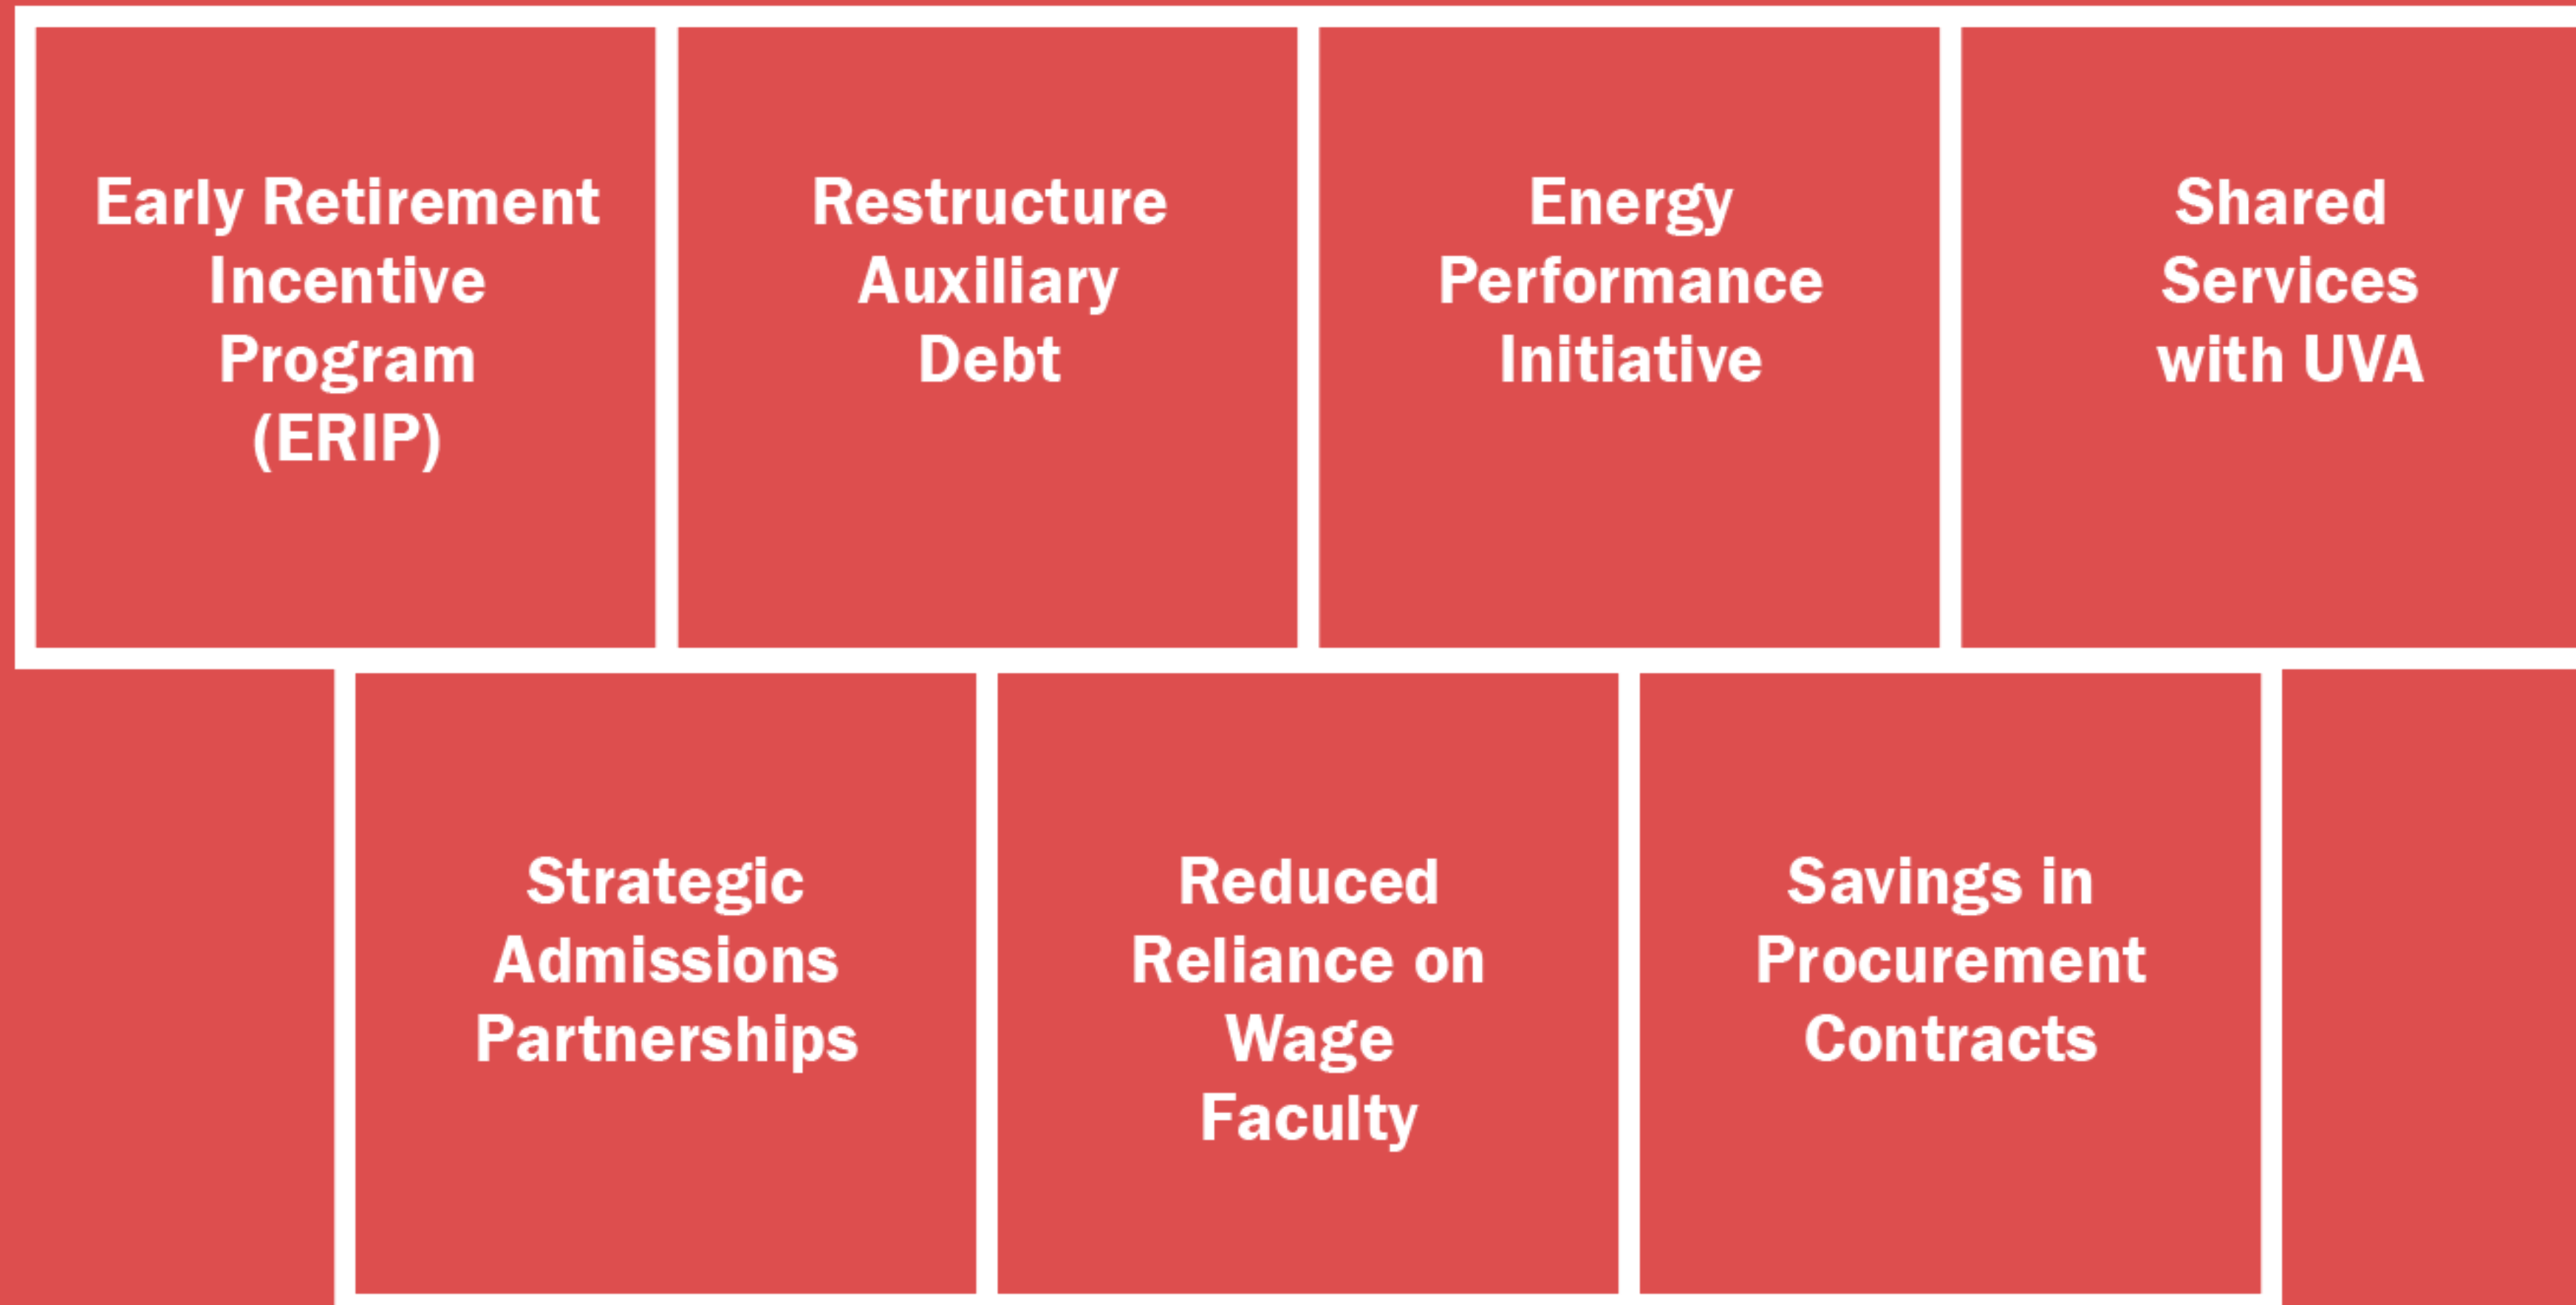 Early Retirement
Incentive
Program
(ERIP)
Restructure
Auxiliary
Debt
Energy
Performance
Initiative
Shared
Services
with UVA
Strategic
Admissions
Partnerships
Reduced
Reliance on
Wage
Faculty
Savings in
Procurement
Contracts